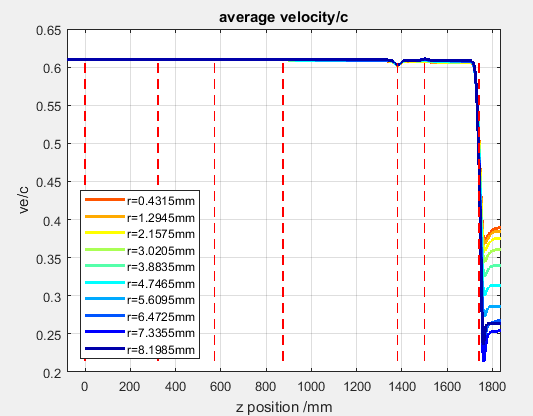 average velocity/c
0.65
0.6
0.55
0.5
0.45
0.4
0.35
0.3
0.25
0.2
ve/c
r=0.4315mm
r=1.2945mm
r=2.1575mm
r=3.0205mm
r=3.8835mm
r=4.7465mm
r=5.6095mm
r=6.4725mm
r=7.3355mm
r=8.1985mm
0 200 400 600 800 1000 1200 1400 1600 1800
z position /mm